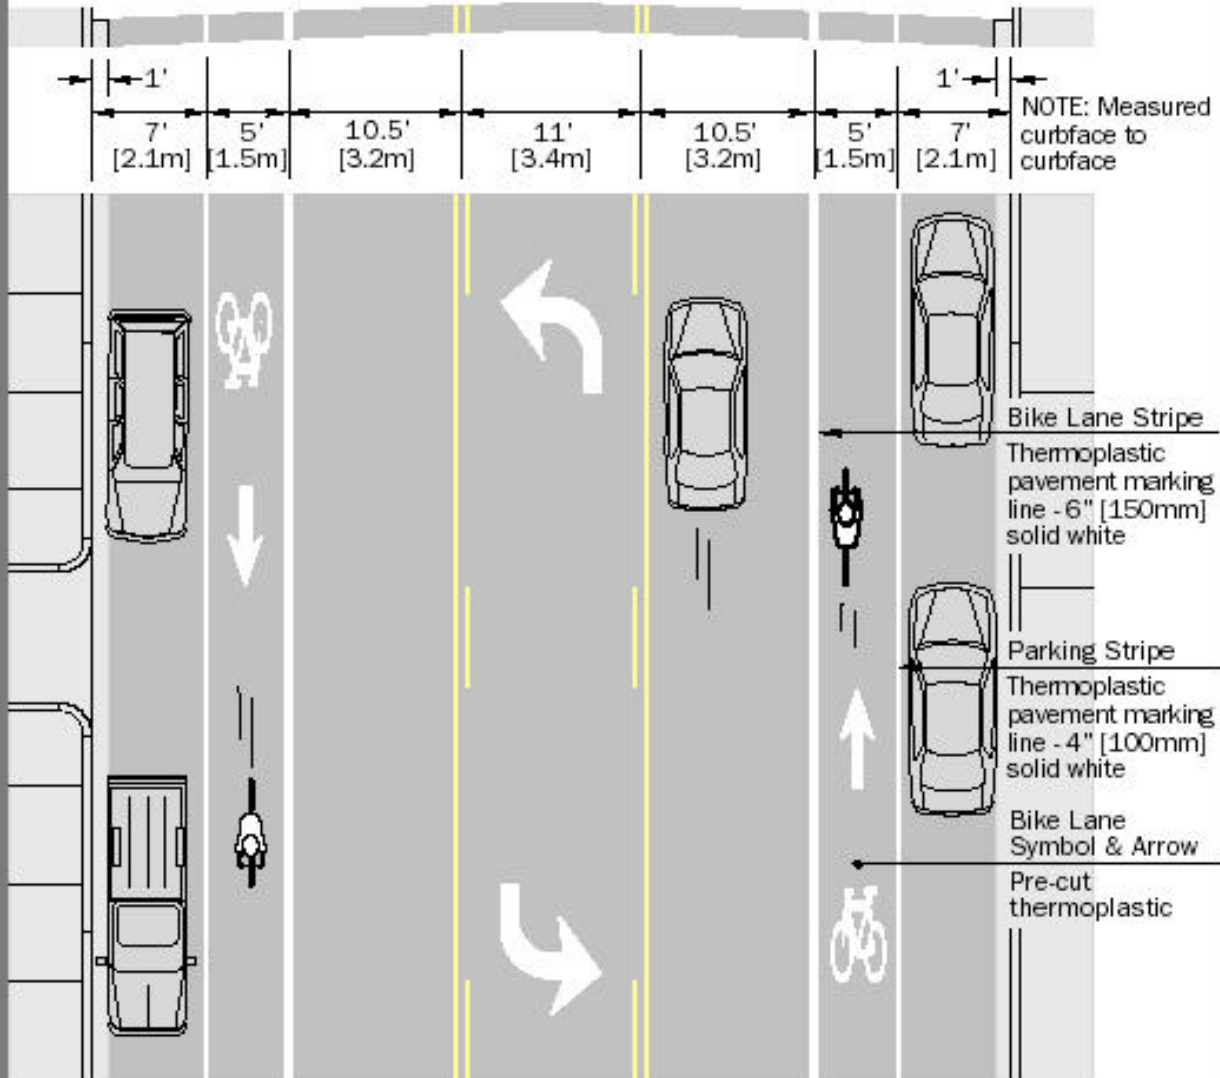 1'
1'
7'
[2.1m]
5'
[1.5m]
10.5'
[3.2m]
11'
[3.4m]
10.5'
[3.2m]
5'
[1.5m]
7'
[2.1m]
NOTE: Measured
curbface to
curbface
Bike Lane Stripe
Thermoplastic
pavement marking
line - 6" [150mm]
solid white
Parking Stripe
Thermoplastic
pavement marking
line - 4" [100mm]
solid white
Bike Lane
Symbol & Arrow
Pre-cut
thermoplastic